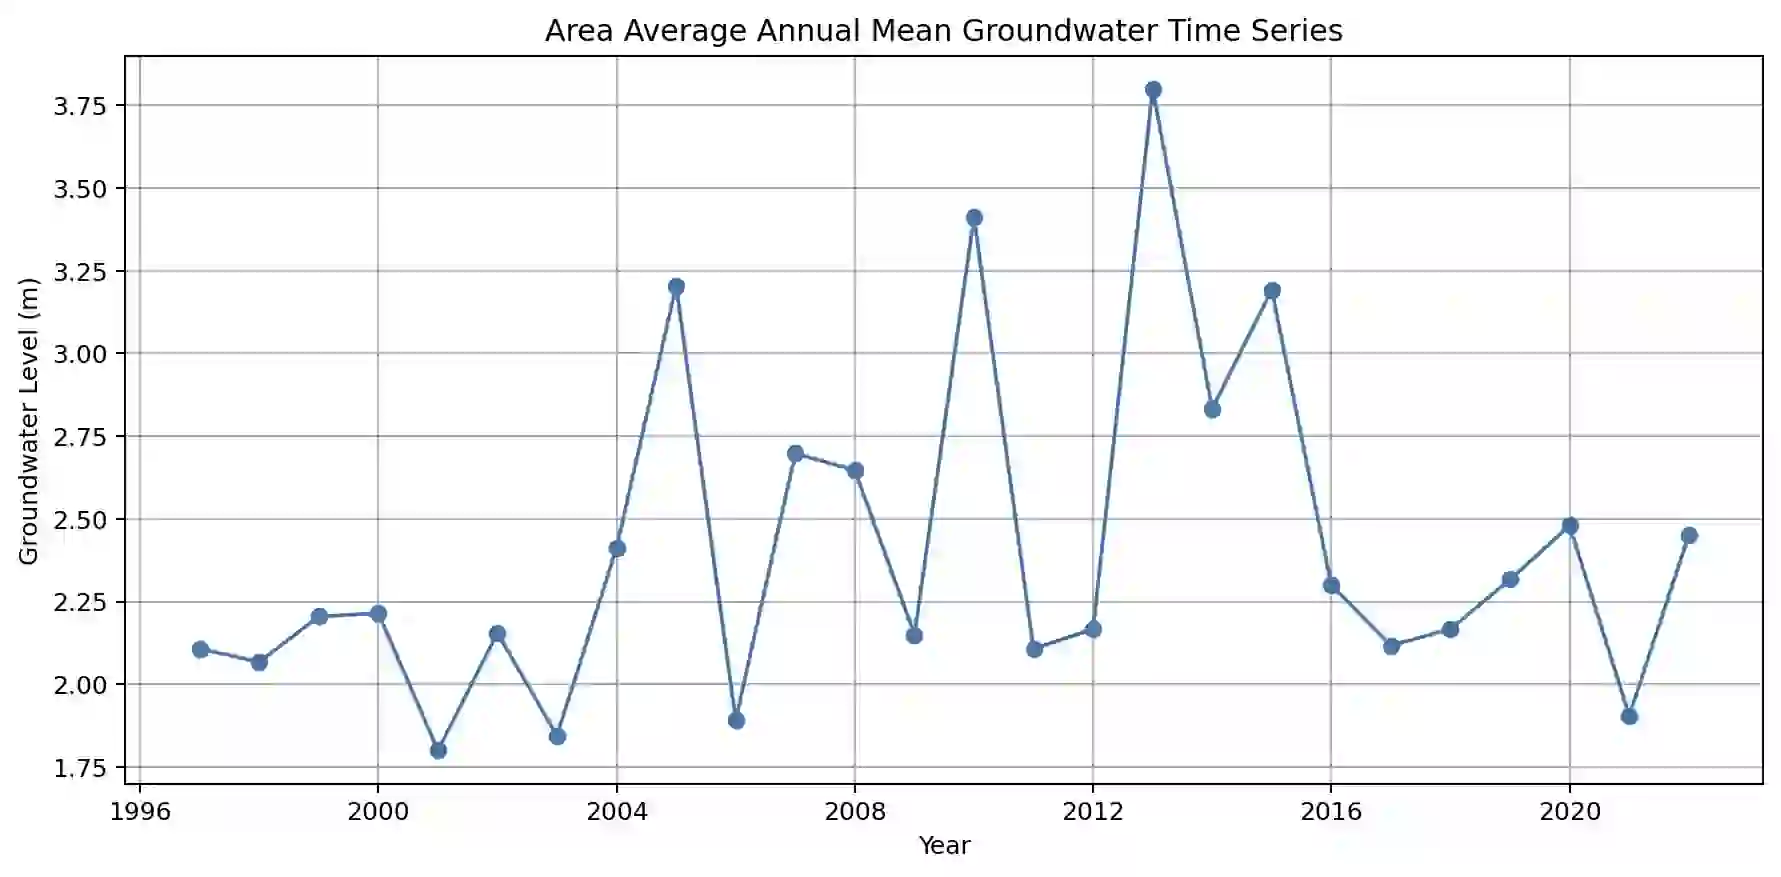 Area Average Annual Mean Groundwater Time Series
Groundwater Level (m)
3.75
3.50
3.25
3.00
2.75
2.50
2.25
2.00
1.75
1996 2000 2004 2008 2012 2016 2020
Year